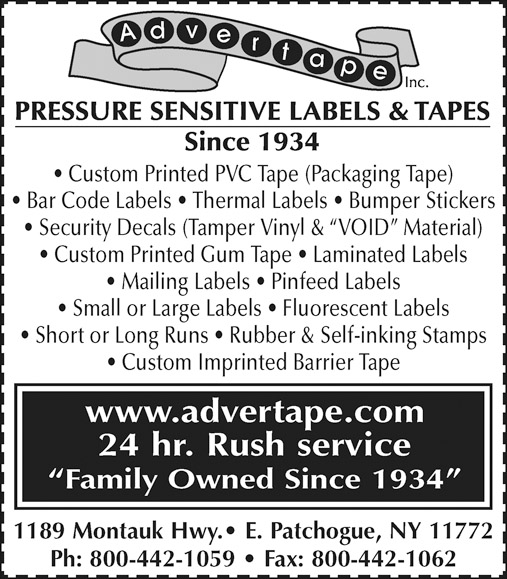 Advertape
Inc.
PRESSURE SENSITIVE LABELS & TAPES
Since 1934
• Custom Printed PVC Tape (Packaging Tape)
• Bar Code Labels • Thermal Labels • Bumper Stickers
• Security Decals (Tamper Vinyl & “VOID” Material)
• Custom Printed Gum Tape • Laminated Labels
• Mailing Labels • Pinfeed Labels
• Small or Large Labels • Fluorescent Labels
• Short or Long Runs • Rubber & Self-inking Stamps
• Custom Imprinted Barrier Tape
www.advertape.com
24 hr. Rush service
“Family Owned Since 1934”
1189 Montauk Hwy.• E. Patchogue, NY 11772
Ph: 800-442-1059 • Fax: 800-442-1062